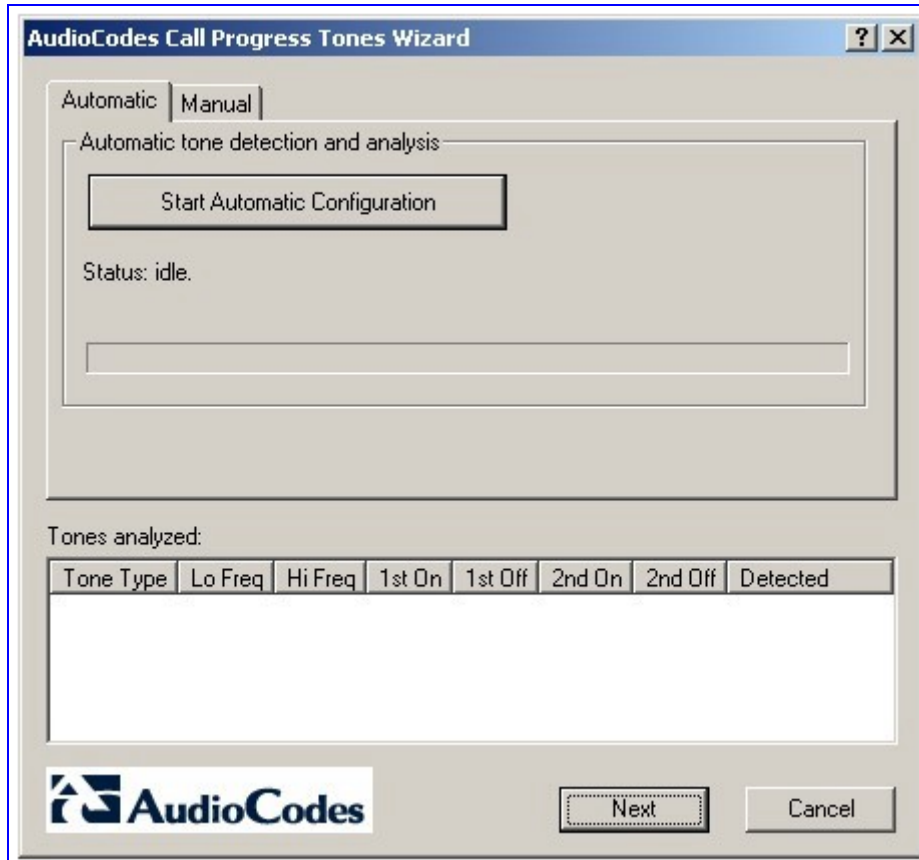 AudioCodes Call Progress Tones Wizard ? X
Automatic Manual
Automatic tone detection and analysis
Start Automatic Configuration
Status: idle.
Tones analyzed:
Tone Type Lo Freq Hi Freq 1st On 1st Off 2nd On 2nd Off Detected
AudioCodes Next Cancel